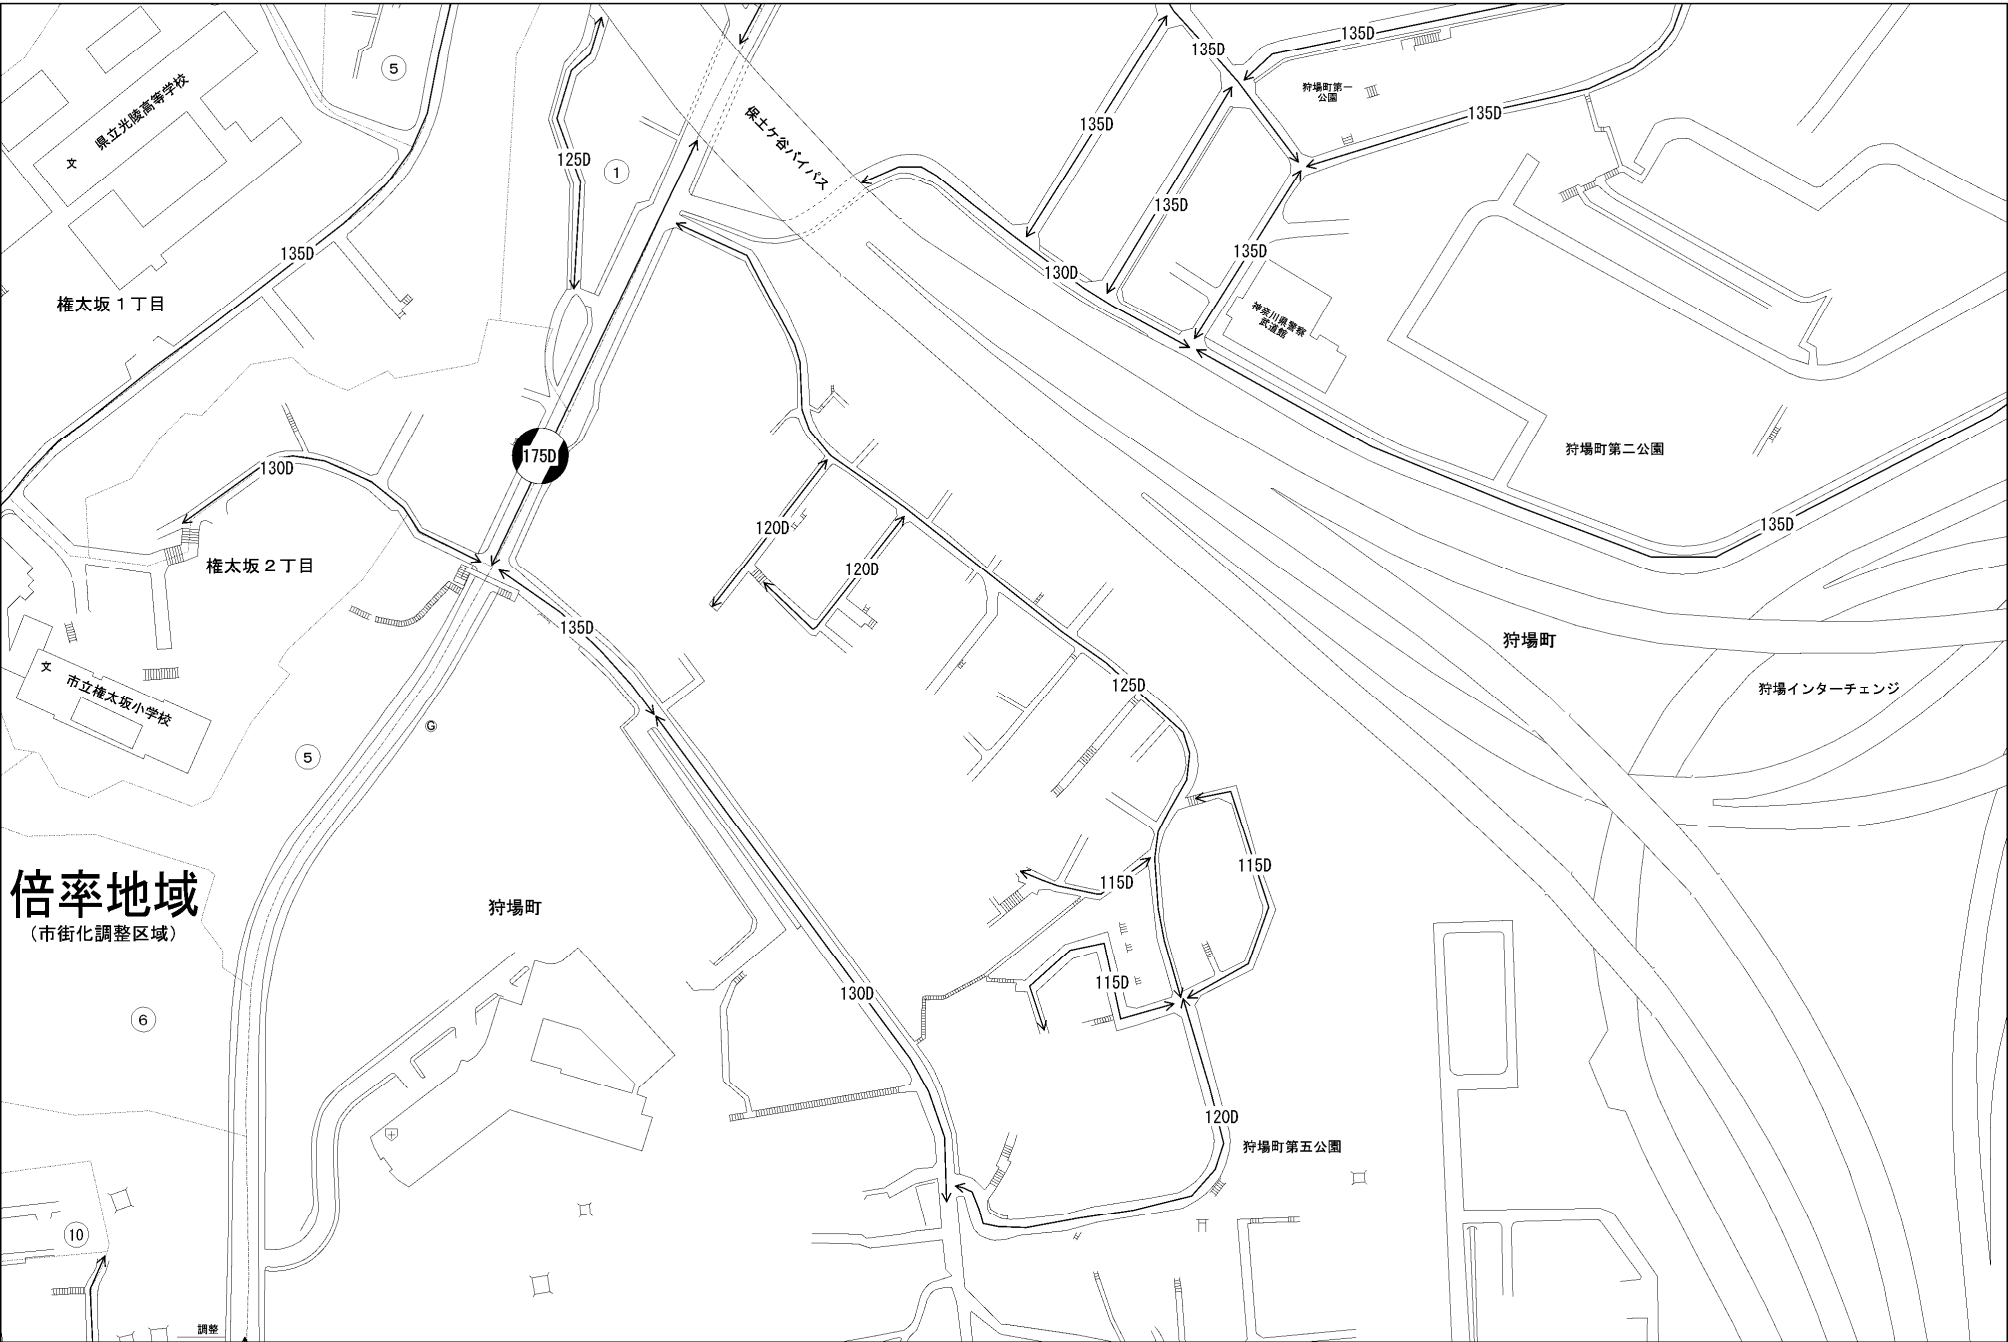 135D
135D
5
狩場町第一
公園
県立光陵高等学校
文
保土ケ谷バイパス
135D
135D
125D
1
135D
135D
135D
130D
権太坂1丁目
神奈川県警察
武道館
狩場町第二公園
175D
130D
120D
135D
権太坂2丁目
120D
135D
狩場町
文
市立権太坂小学校
125D
狩場インターチェンジ
G
5
倍率地域
(市街化調整区域)
115D
115D
狩場町
115D
130D
6
120D
狩場町第五公園
10
調整